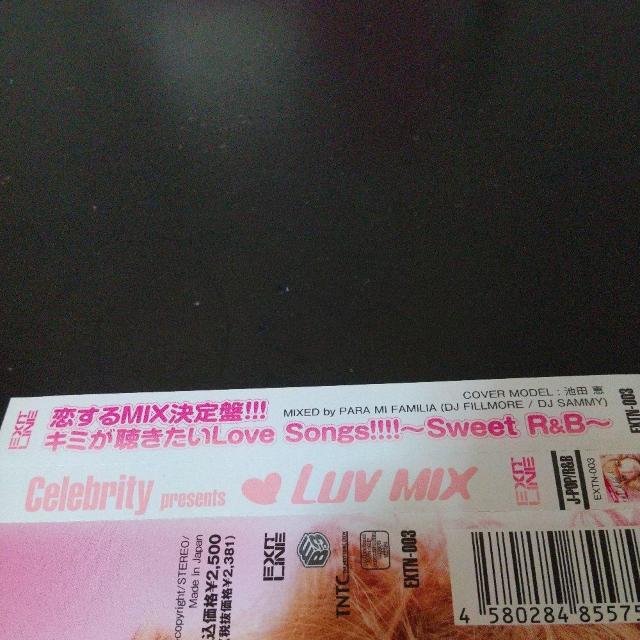 EXIT LINE
恋するMIX決定盤!!!
MIXED by PARA MI FAMILIA (DJ FILLMORE / DJ SAMMY)
COVER MODEL : 池田 恵
キミが聴きたいLove Songs!!!!〜Sweet R&B〜
EXTN-003
Celebrity presents LUV MIX
EXIT LINE
J-POP/R&B
EXTN-003
copyright/STEREO/
Made in Japan
込価格¥2,500
税抜価格¥2,381)
EXIT LINE
TNTC
EXTN-003
4 580284 85577